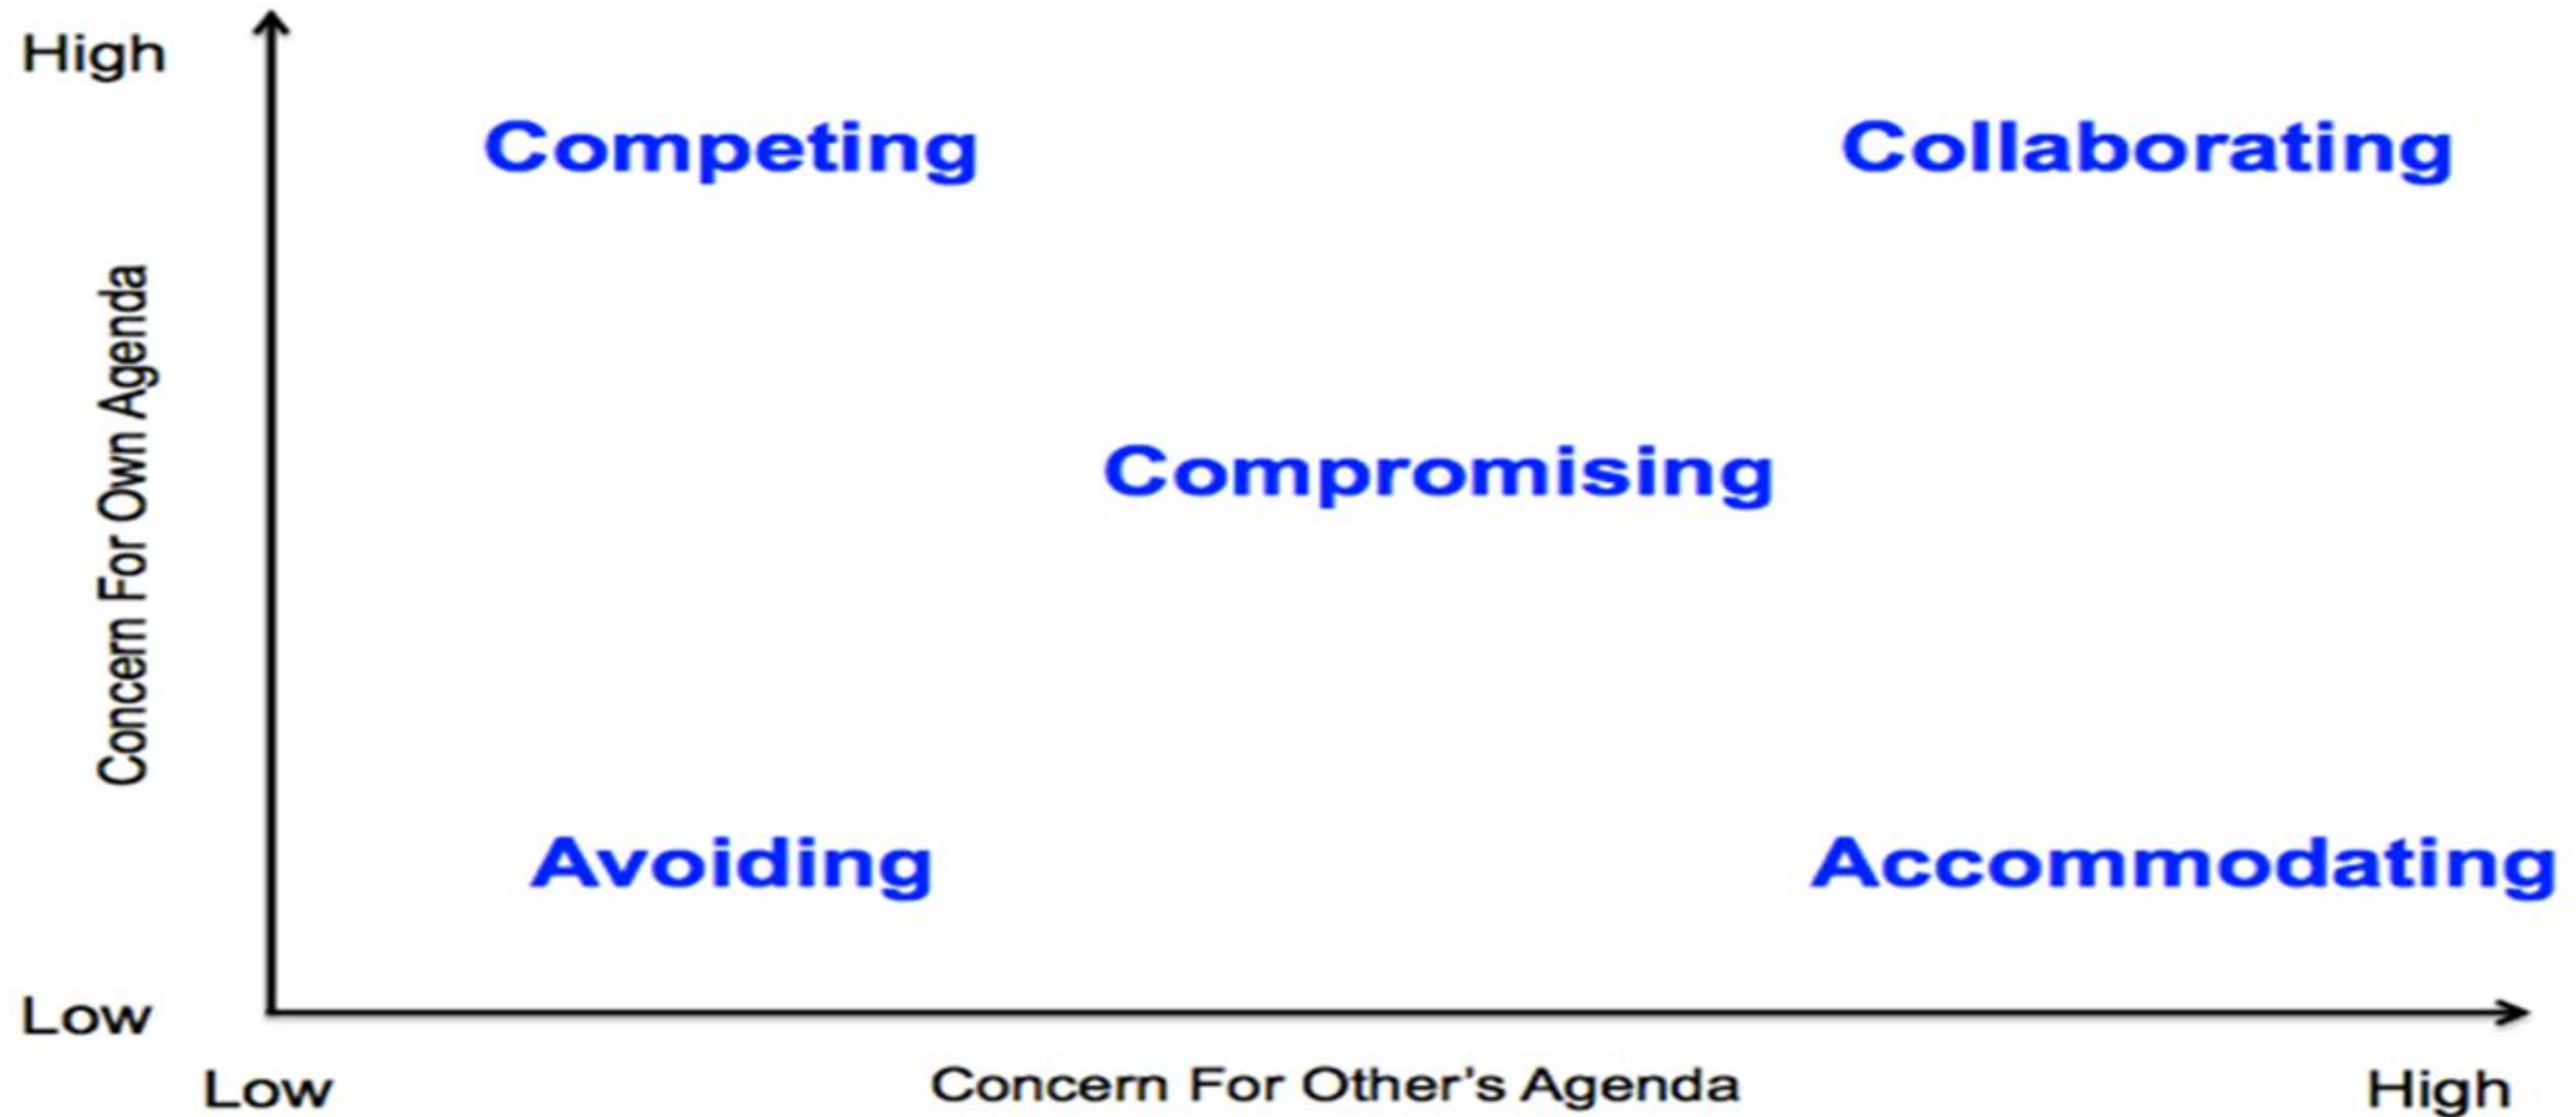 High
Competing
Collaborating
Concern For Own Agenda
Compromising
Avoiding
Accommodating
Low
Low
Concern For Other’s Agenda
High